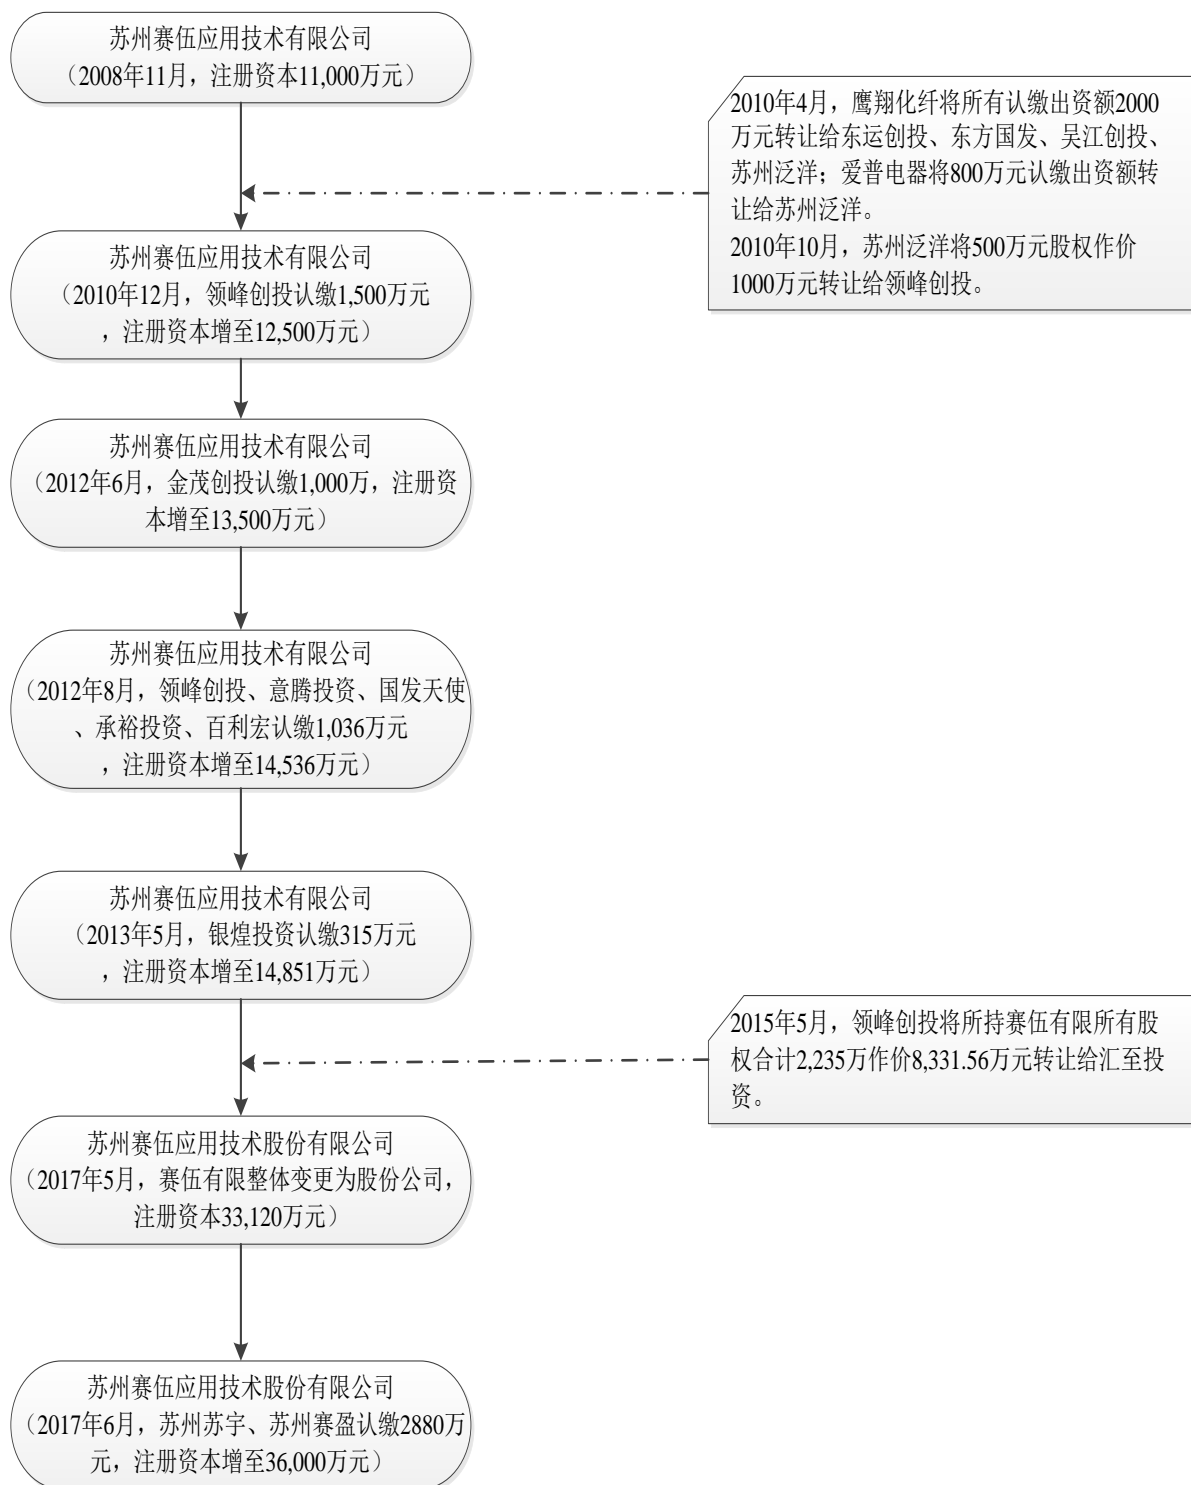 苏州赛伍应用技术有限公司
（2008年11月，注册资本11,000万元）
2010年4月，鹰翔化纤将所有认缴出资额2000
万元转让给东运创投、东方国发、吴江创投、
苏州泛洋；爱普电器将800万元认缴出资额转
让给苏州泛洋。
2010年10月，苏州泛洋将500万元股权作价
1000万元转让给领峰创投。
苏州赛伍应用技术有限公司
（2010年12月，领峰创投认缴1,500万元
，注册资本增至12,500万元）
苏州赛伍应用技术有限公司
（2012年6月，金茂创投认缴1,000万，注册资
本增至13,500万元）
苏州赛伍应用技术有限公司
（2012年8月，领峰创投、意腾投资、国发天使
、承裕投资、百利宏认缴1,036万元
，注册资本增至14,536万元）
苏州赛伍应用技术有限公司
（2013年5月，银煌投资认缴315万元
，注册资本增至14,851万元）
2015年5月，领峰创投将所持赛伍有限所有股
权合计2,235万作价8,331.56万元转让给汇至投
资。
苏州赛伍应用技术股份有限公司
（2017年5月，赛伍有限整体变更为股份公司，
注册资本33,120万元）
苏州赛伍应用技术股份有限公司
（2017年6月，苏州苏宇、苏州赛盈认缴2880万
元，注册资本增至36,000万元）